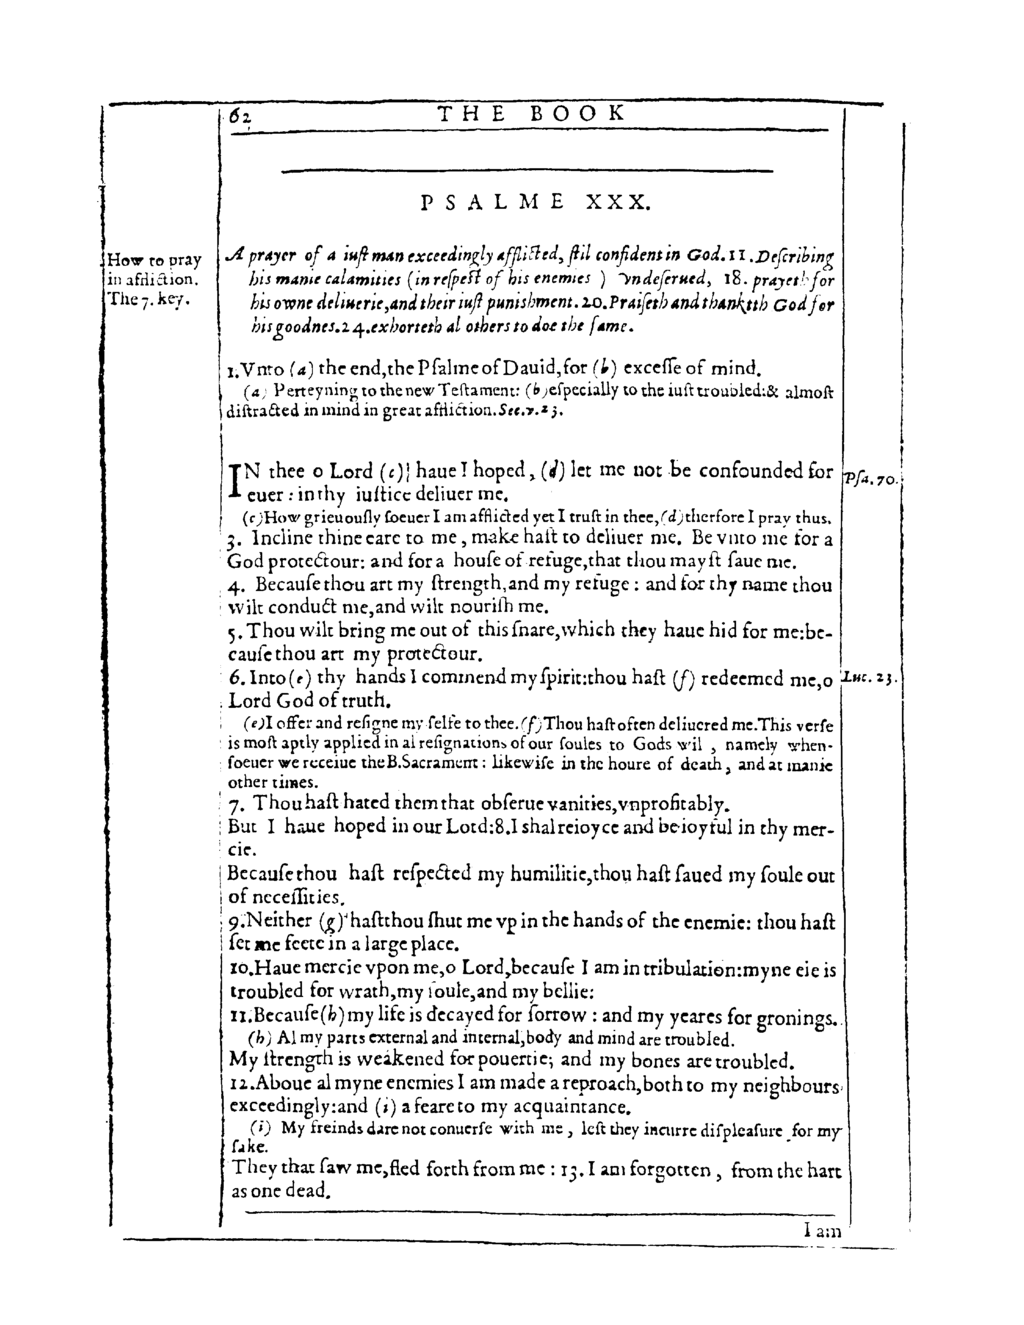 62 THE BOOK
PSALME XXX.
How to pray
in affliction.
The 7. key.
A prayer of a iuſt man exceedingly afflicted, ſtil confident in God. 11. Deſcribing
his manie calamities (in reſpect of his enemies ) vndeſerued, 18. prayeth for
his owne deliuerie, and their iuſt punishment. 20. Praiſeth and thanketh God for
his goodnes. 24. exhorteth al others to doe the ſame.
1. Vnto (a) the end, the Pſalme of Dauid, for (b) exceſſe of mind.
(a) Perteyning to the new Teſtament: (b) eſpecially to the iuſt troubled: & almoſt
diſtracted in mind in great affliction. See. v. 23.
IN thee o Lord (c) haue I hoped, (d) let me not be confounded for
euer: in thy iuſtice deliuer me.
Pſa. 70.
(c) How grieuouſly ſoeuer I am afflicted yet I truſt in thee, (d) therfore I pray thus.
3. Incline thine eare to me, make haſt to deliuer me. Be vnto me for a
God protectour: and for a houſe of refuge, that thou mayſt ſaue me.
4. Becauſe thou art my ſtrength, and my refuge: and for thy name thou
wilt conduct me, and wilt nouriſh me.
5. Thou wilt bring me out of this ſnare, which they haue hid for me: be-
cauſe thou art my protectour.
6. Into (e) thy hands I commend my ſpirit: thou haſt (f) redeemed me, o
Luc. 23.
Lord God of truth.
(e) I offer and reſigne my ſelfe to thee. (f) Thou haſt often deliuered me. This verſe
is moſt aptly applied in al reſignations of our ſoules to Gods wil, namely when-
ſoeuer we receiue the B. Sacrament: likewiſe in the houre of death, and at manie
other times.
7. Thou haſt hated them that obſerue vanities, vnprofitably.
But I haue hoped in our Lord: 8. I shal reioyce and be ioyful in thy mer-
cie.
Becauſe thou haſt reſpected my humilitie, thou haſt ſaued my ſoule out
of neceſſities.
9. Neither (g) haſt thou ſhut me vp in the hands of the enemie: thou haſt
ſet me feete in a large place.
10. Haue mercie vpon me, o Lord, becauſe I am in tribulation: myne eie is
troubled for wrath, my ſoule, and my bellie:
11. Becauſe (h) my life is decayed for ſorrow: and my yeares for gronings.
(h) Al my parts external and internal, body and mind are troubled.
My ſtrength is weakened for pouertie; and my bones are troubled.
12. Aboue al myne enemies I am made a reproach, both to my neighbours
exceedingly: and (i) a feare to my acquaintance.
(i) My freinds dare not conuerſe with me, leſt they incurre diſpleaſure for my
ſake.
They that ſaw me, fled forth from me: 13. I am forgotten, from the hart
as one dead.
I am